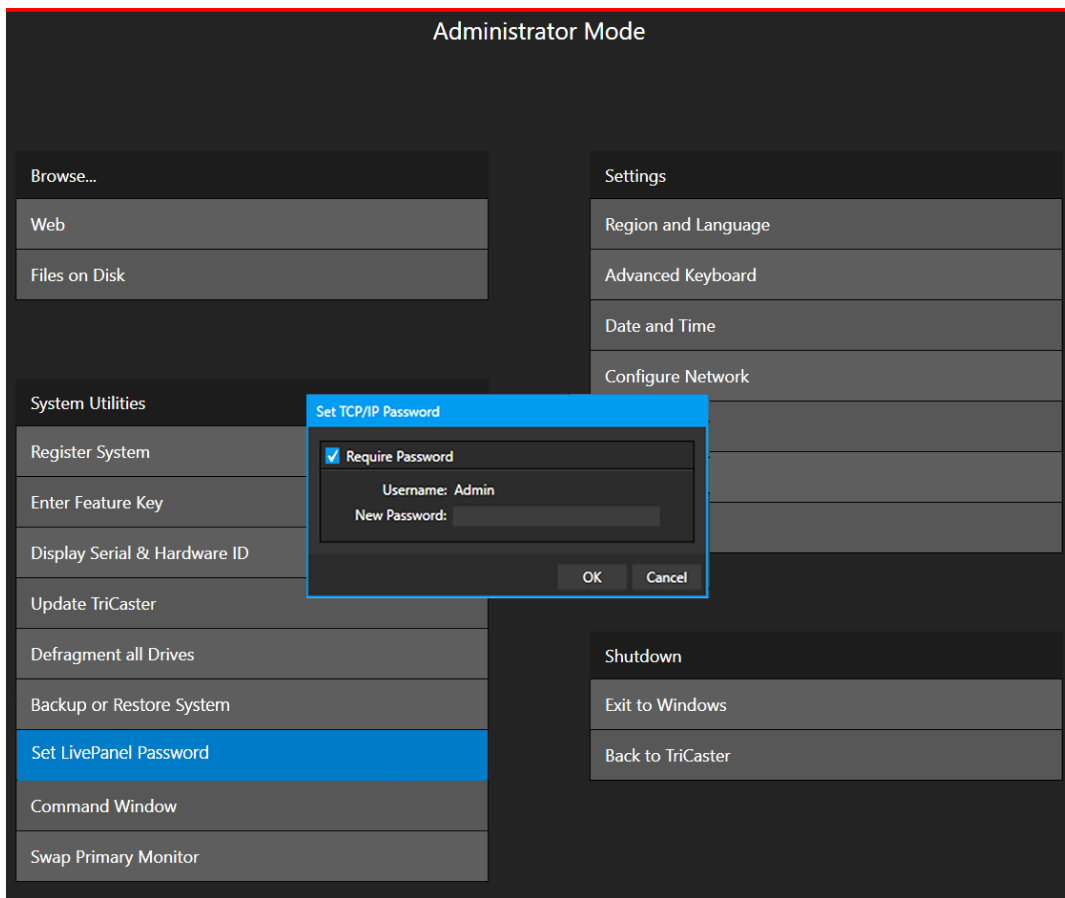 Administrator Mode
Browse...
Web
Files on Disk
System Utilities
Register System
Enter Feature Key
Display Serial & Hardware ID
Update TriCaster
Defragment all Drives
Backup or Restore System
Set LivePanel Password
Command Window
Swap Primary Monitor
Set TCP/IP Password
Require Password
Username: Admin
New Password:
OK Cancel
Settings
Region and Language
Advanced Keyboard
Date and Time
Configure Network
Shutdown
Exit to Windows
Back to TriCaster